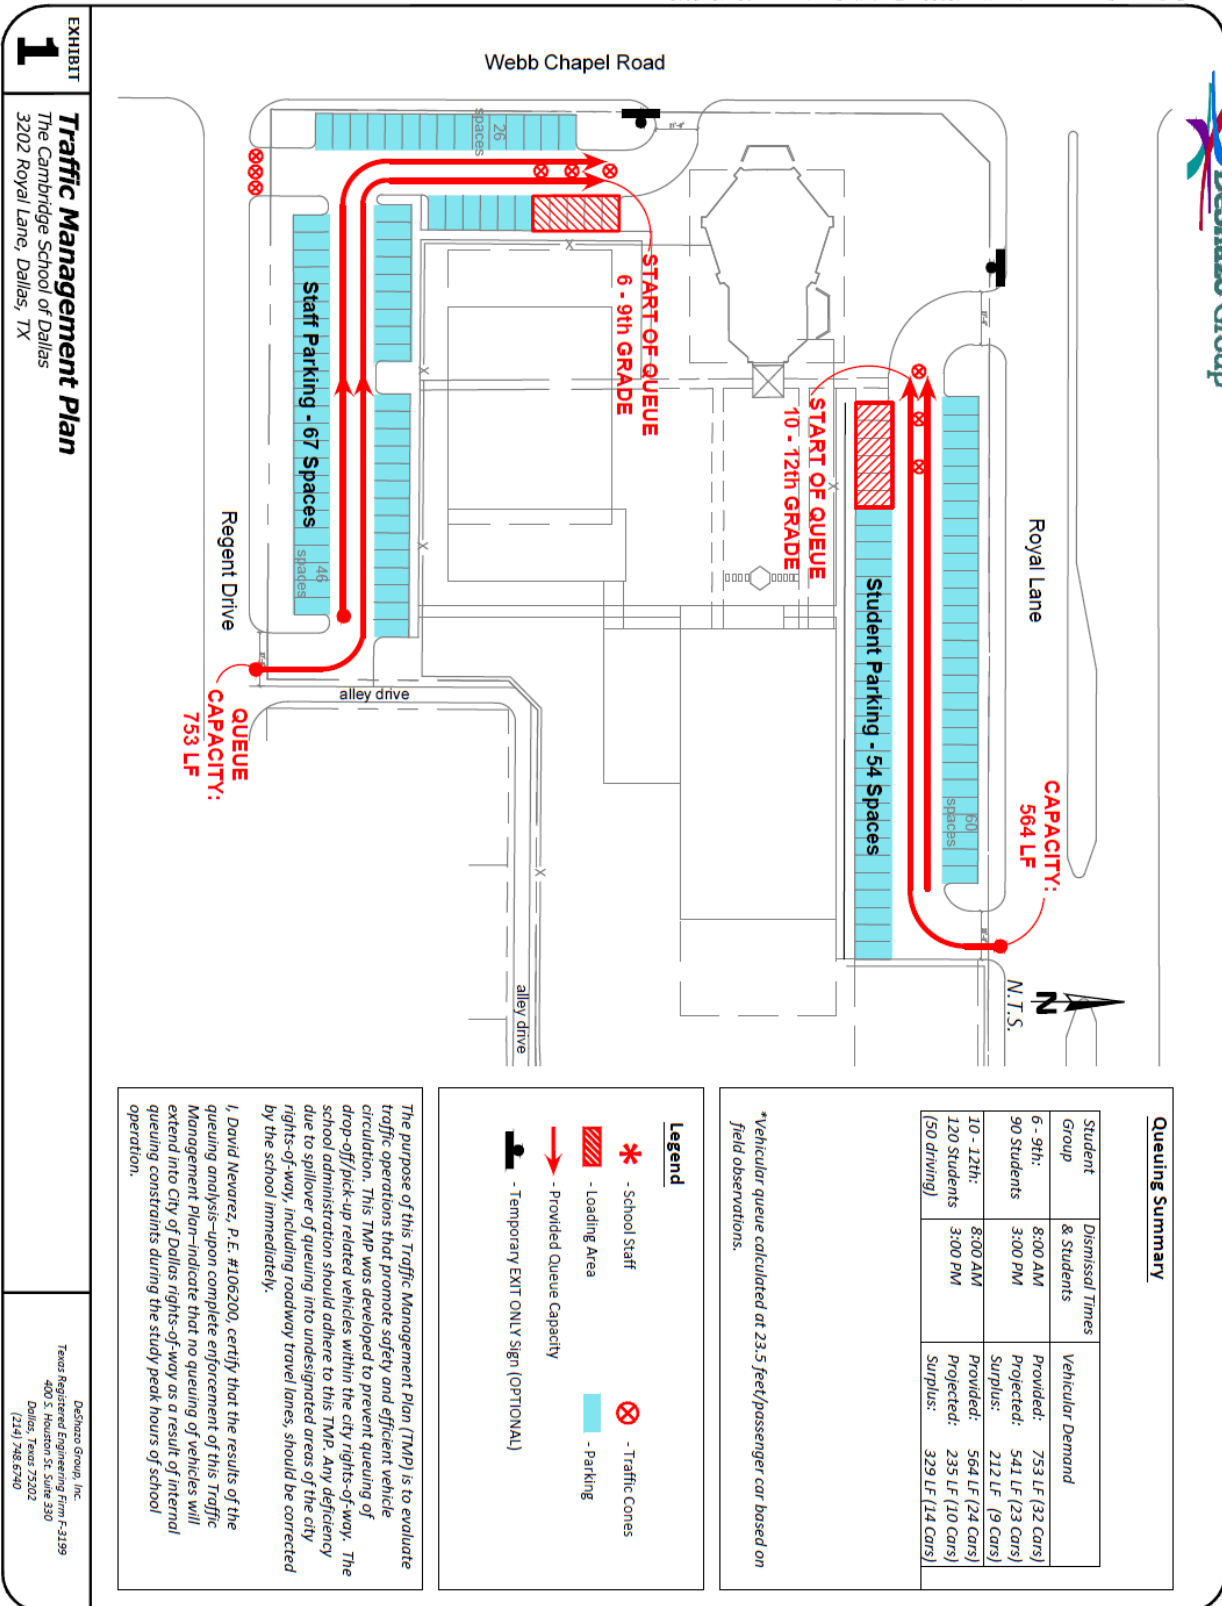 DeShazo Group
Webb Chapel Road
26
spaces
START OF QUEUE
6 - 9th GRADE
START OF QUEUE
10 - 12th GRADE
Royal Lane
Student Parking - 54 Spaces
60
spaces
CAPACITY:
564 LF
Staff Parking - 67 Spaces
46
spaces
Regent Drive
QUEUE
CAPACITY:
753 LF
alley drive
alley drive
N
N.T.S.
Queuing Summary
Student Group Dismissal Times & Students Vehicular Demand
6 - 9th: 8:00 AM Provided: 753 LF (32 Cars)
90 Students 3:00 PM Projected: 541 LF (23 Cars)
Surplus: 212 LF (9 Cars)
10 - 12th: 8:00 AM Provided: 564 LF (24 Cars)
120 Students 3:00 PM Projected: 235 LF (10 Cars)
(50 driving) Surplus: 329 LF (14 Cars)
*Vehicular queue calculated at 23.5 feet/passenger car based on
field observations.
Legend
- School Staff
- Traffic Cones
- Loading Area
- Parking
- Provided Queue Capacity
- Temporary EXIT ONLY Sign (OPTIONAL)
The purpose of this Traffic Management Plan (TMP) is to evaluate
traffic operations that promote safety and efficient vehicle
circulation. This TMP was developed to prevent queuing of
drop-off/pick-up related vehicles within the city rights-of-way. The
school administration should adhere to this TMP. Any deficiency
due to spillover of queuing into undesignated areas of the city
rights-of-way, including roadway travel lanes, should be corrected
by the school immediately.
I, David Nevarez, P.E. #106200, certify that the results of the
queuing analysis—upon complete enforcement of this Traffic
Management Plan—indicate that no queuing of vehicles will
extend into City of Dallas rights-of-way as a result of internal
queuing constraints during the study peak hours of school
operation.
EXHIBIT
1
Traffic Management Plan
The Cambridge School of Dallas
3202 Royal Lane, Dallas, TX
DeShazo Group, Inc.
Texas Registered Engineering Firm F-3199
400 S. Houston St. Suite 330
Dallas, Texas 75202
(214) 748.6740